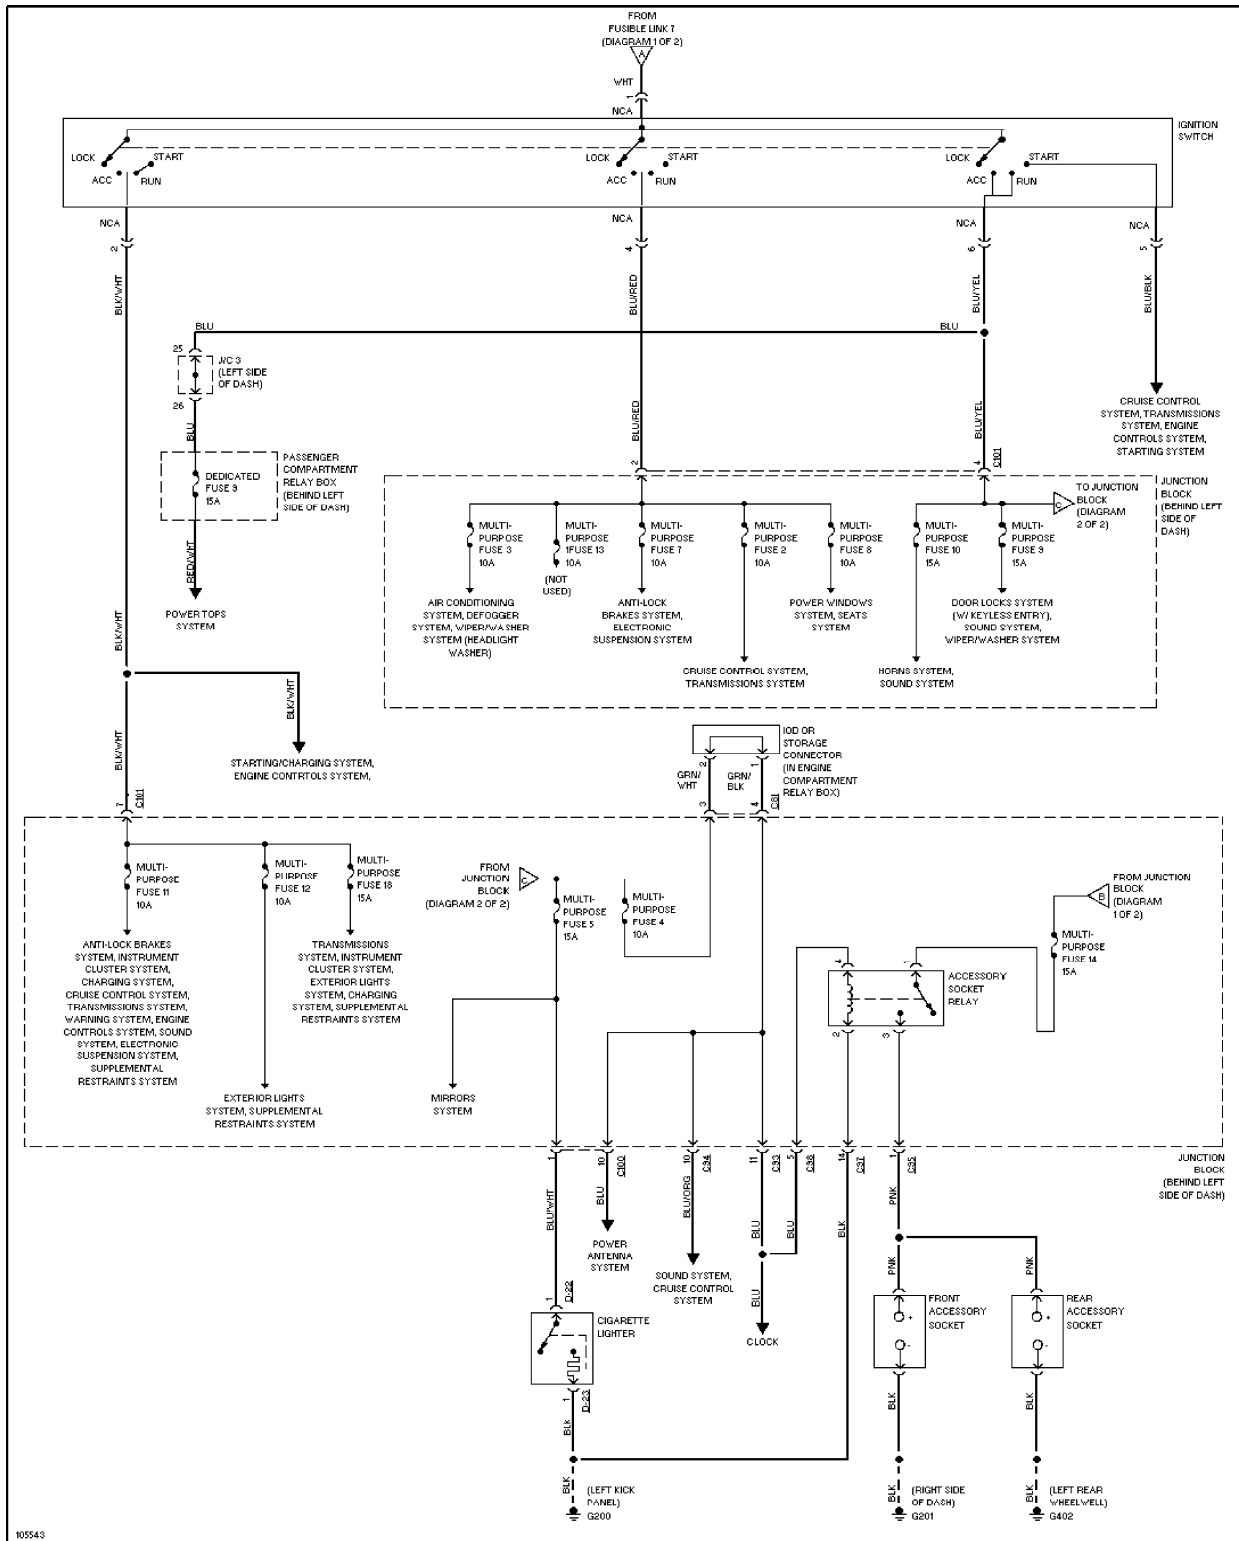 FROM
FUSIBLE LINK 7
(DIAGRAM 1 OF 2)
A
WHT
1
NCA
IGNITION
SWITCH
LOCK
START
ACC
RUN
LOCK
START
ACC
RUN
LOCK
START
ACC
RUN
NCA
NCA
NCA
NCA
2
4
6
5
BLK/WHT
BLU/RED
BLU/YEL
BLU/BLK
BLU
BLU
25
J/C 3
(LEFT SIDE
OF DASH)
26
BLU
BLU/RED
BLU/YEL
CRUISE CONTROL
SYSTEM, TRANSMISSIONS
SYSTEM, ENGINE
CONTROLS SYSTEM,
STARTING SYSTEM
DEDICATED
FUSE 9
15A
PASSENGER
COMPARTMENT
RELAY BOX
(BEHIND LEFT
SIDE OF DASH)
2
4
C101
JUNCTION
BLOCK
(BEHIND LEFT
SIDE OF
DASH)
C
TO JUNCTION
BLOCK
(DIAGRAM
2 OF 2)
MULTI-
PURPOSE
FUSE 3
10A
MULTI-
PURPOSE
1FUSE 13
10A
(NOT
USED)
MULTI-
PURPOSE
FUSE 7
10A
MULTI-
PURPOSE
FUSE 2
10A
MULTI-
PURPOSE
FUSE 8
10A
MULTI-
PURPOSE
FUSE 10
15A
MULTI-
PURPOSE
FUSE 9
15A
RED/WHT
POWER TOPS
SYSTEM
AIR CONDITIONING
SYSTEM, DEFOGGER
SYSTEM, WIPER/WASHER
SYSTEM (HEADLIGHT
WASHER)
ANTI-LOCK
BRAKES SYSTEM,
ELECTRONIC
SUSPENSION SYSTEM
POWER WINDOWS
SYSTEM, SEATS
SYSTEM
DOOR LOCKS SYSTEM
(W/ KEYLESS ENTRY),
SOUND SYSTEM,
WIPER/WASHER SYSTEM
CRUISE CONTROL SYSTEM,
TRANSMISSIONS SYSTEM
HORNS SYSTEM,
SOUND SYSTEM
BLK/WHT
BLK/WHT
BLK/WHT
STARTING/CHARGING SYSTEM,
ENGINE CONTRTOLS SYSTEM,
IOD OR
STORAGE
CONNECTOR
(IN ENGINE
COMPARTMENT
RELAY BOX)
2
1
GRN/
WHT
GRN/
BLK
7
C101
3
4
C81
MULTI-
PURPOSE
FUSE 11
10A
MULTI-
PURPOSE
FUSE 12
10A
MULTI-
PURPOSE
FUSE 18
15A
FROM
JUNCTION
BLOCK
(DIAGRAM 2 OF 2)
C
MULTI-
PURPOSE
FUSE 5
15A
MULTI-
PURPOSE
FUSE 4
10A
FROM JUNCTION
BLOCK
(DIAGRAM
1 OF 2)
B
MULTI-
PURPOSE
FUSE 14
15A
ANTI-LOCK BRAKES
SYSTEM, INSTRUMENT
CLUSTER SYSTEM,
CHARGING SYSTEM,
CRUISE CONTROL SYSTEM,
TRANSMISSIONS SYSTEM,
WARNING SYSTEM, ENGINE
CONTROLS SYSTEM, SOUND
SYSTEM, ELECTRONIC
SUSPENSION SYSTEM,
SUPPLEMENTAL
RESTRAINTS SYSTEM
TRANSMISSIONS
SYSTEM, INSTRUMENT
CLUSTER SYSTEM,
EXTERIOR LIGHTS
SYSTEM, CHARGING
SYSTEM, SUPPLEMENTAL
RESTRAINTS SYSTEM
4
1
ACCESSORY
SOCKET
RELAY
2
3
EXTERIOR LIGHTS
SYSTEM, SUPPLEMENTAL
RESTRAINTS SYSTEM
MIRRORS
SYSTEM
JUNCTION
BLOCK
(BEHIND LEFT
SIDE OF DASH)
1
10
C100
10
C94
11
C93
5
C98
14
C97
1
C95
BLU/WHT
BLU
BLU/ORG
BLU
BLU
BLK
PNK
POWER
ANTENNA
SYSTEM
SOUND SYSTEM,
CRUISE CONTROL
SYSTEM
BLU
CLOCK
PNK
PNK
1
D-22
CIGARETTE
LIGHTER
FRONT
ACCESSORY
SOCKET
+
-
REAR
ACCESSORY
SOCKET
+
-
1
D-23
BLK
BLK
BLK
BLK
(LEFT KICK
PANEL)
G200
BLK
(RIGHT SIDE
OF DASH)
G201
BLK
(LEFT REAR
WHEELWELL)
G402
105543